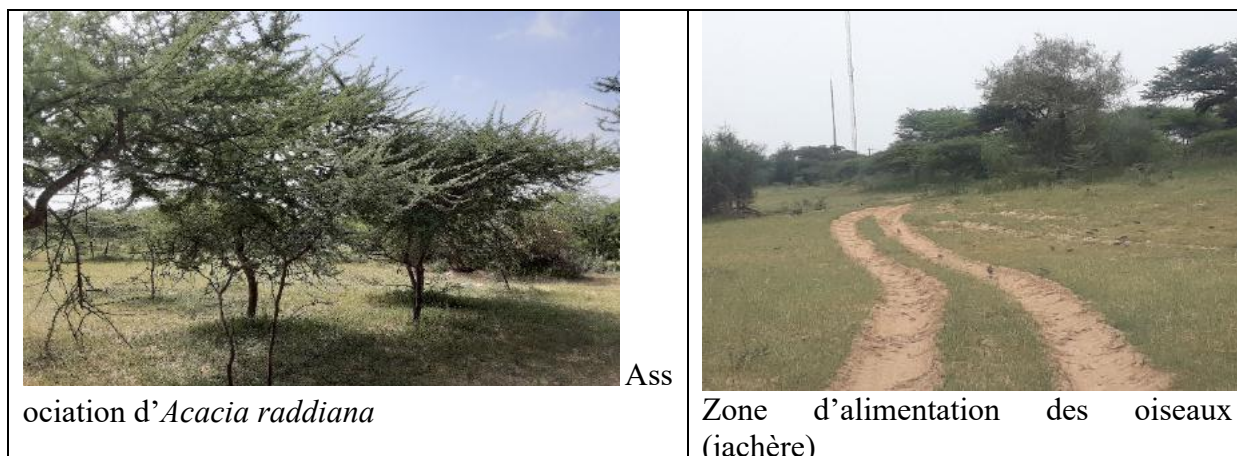 Ass
ociation d’Acacia raddiana
Zone d’alimentation des oiseaux
(jachère)